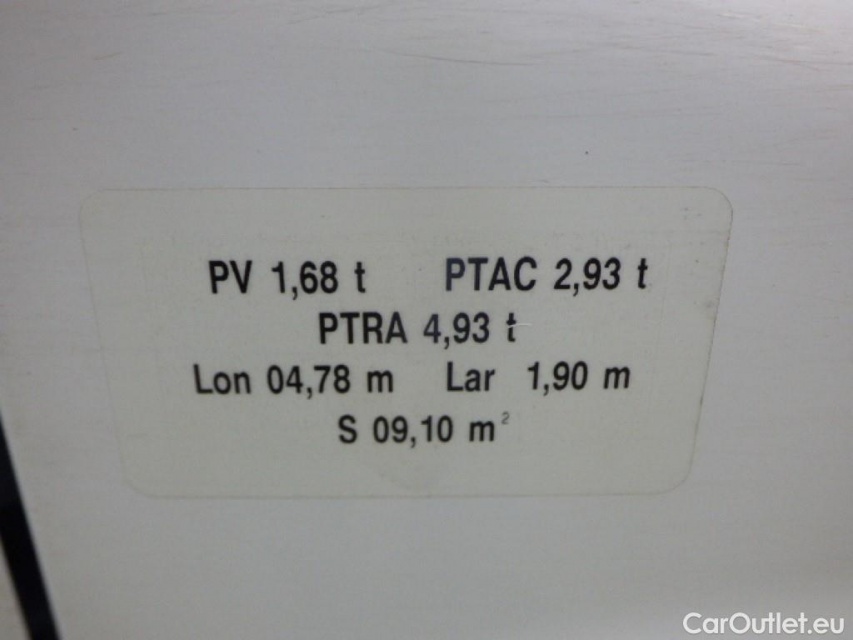 PV 1,68 t PTAC 2,93 t
PTRA 4,93 t
Lon 04,78 m Lar 1,90 m
S 09,10 m²
CarOutlet.eu